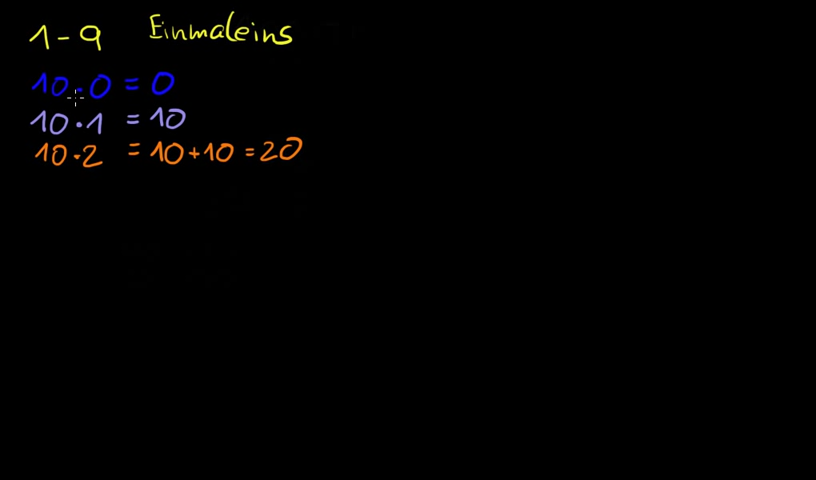 1-9 Einmaleins
10·0 = 0
10·1 = 10
10·2 = 10+10 = 20